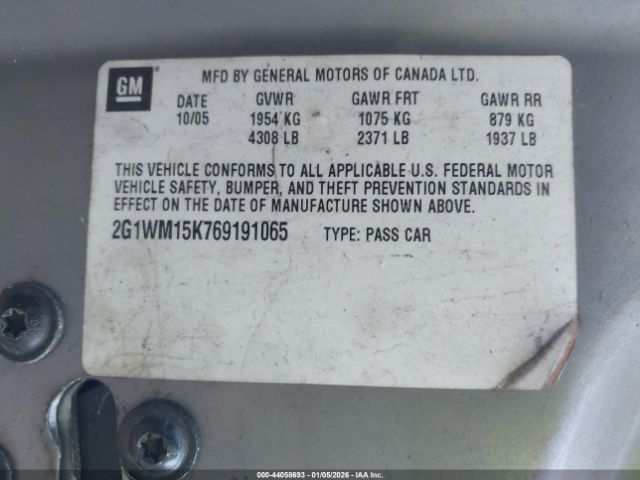 GM
MFD BY GENERAL MOTORS OF CANADA LTD.
DATE GVWR GAWR FRT GAWR RR
10/05 1954 KG 1075 KG 879 KG
4308 LB 2371 LB 1937 LB
THIS VEHICLE CONFORMS TO ALL APPLICABLE U.S. FEDERAL MOTOR
VEHICLE SAFETY, BUMPER, AND THEFT PREVENTION STANDARDS IN
EFFECT ON THE DATE OF MANUFACTURE SHOWN ABOVE.
2G1WM15K769191065 TYPE: PASS CAR
000-44058693 - 01/05/2026 - IAA Inc.